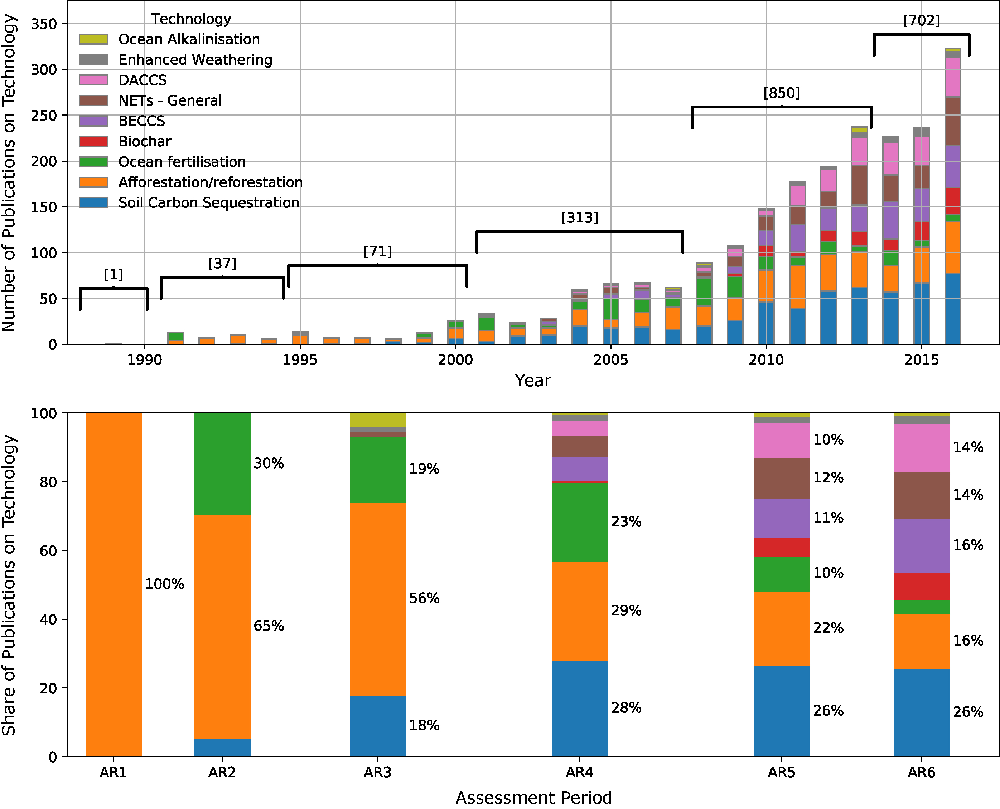 Number of Publications on Technology
350
300
250
200
150
100
50
0
Technology
Ocean Alkalinisation
Enhanced Weathering
DACCS
NETs - General
BECCS
Biochar
Ocean fertilisation
Afforestation/reforestation
Soil Carbon Sequestration
[1]
[37]
[71]
[313]
[850]
[702]
1990
1995
2000
2005
2010
2015
Year
Share of Publications on Technology
100
80
60
40
20
0
100%
30%
65%
19%
56%
18%
23%
29%
28%
10%
12%
11%
10%
22%
26%
14%
14%
16%
16%
26%
AR1
AR2
AR3
AR4
AR5
AR6
Assessment Period